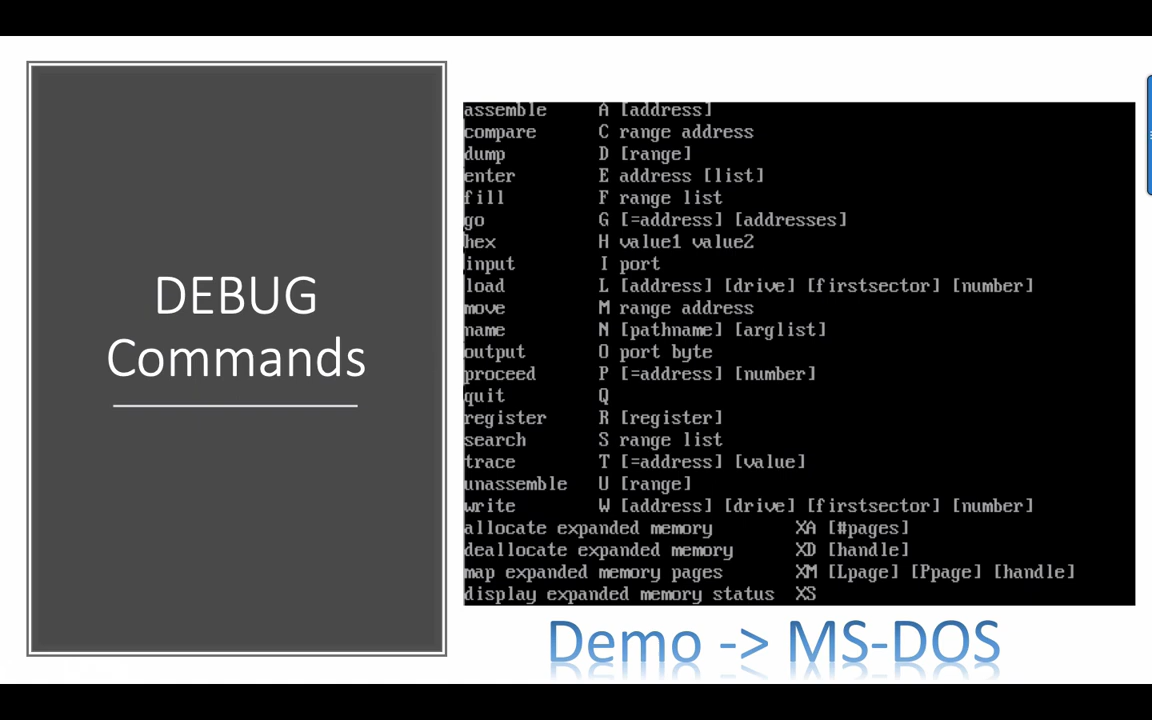 DEBUG
Commands
assemble A [address]
compare C range address
dump D [range]
enter E address [list]
fill F range list
go G [=address] [addresses]
hex H value1 value2
input I port
load L [address] [drive] [firstsector] [number]
move M range address
name N [pathname] [arglist]
output O port byte
proceed P [=address] [number]
quit Q
register R [register]
search S range list
trace T [=address] [value]
unassemble U [range]
write W [address] [drive] [firstsector] [number]
allocate expanded memory XA [#pages]
deallocate expanded memory XD [handle]
map expanded memory pages XM [Lpage] [Ppage] [handle]
display expanded memory status XS
Demo -> MS-DOS